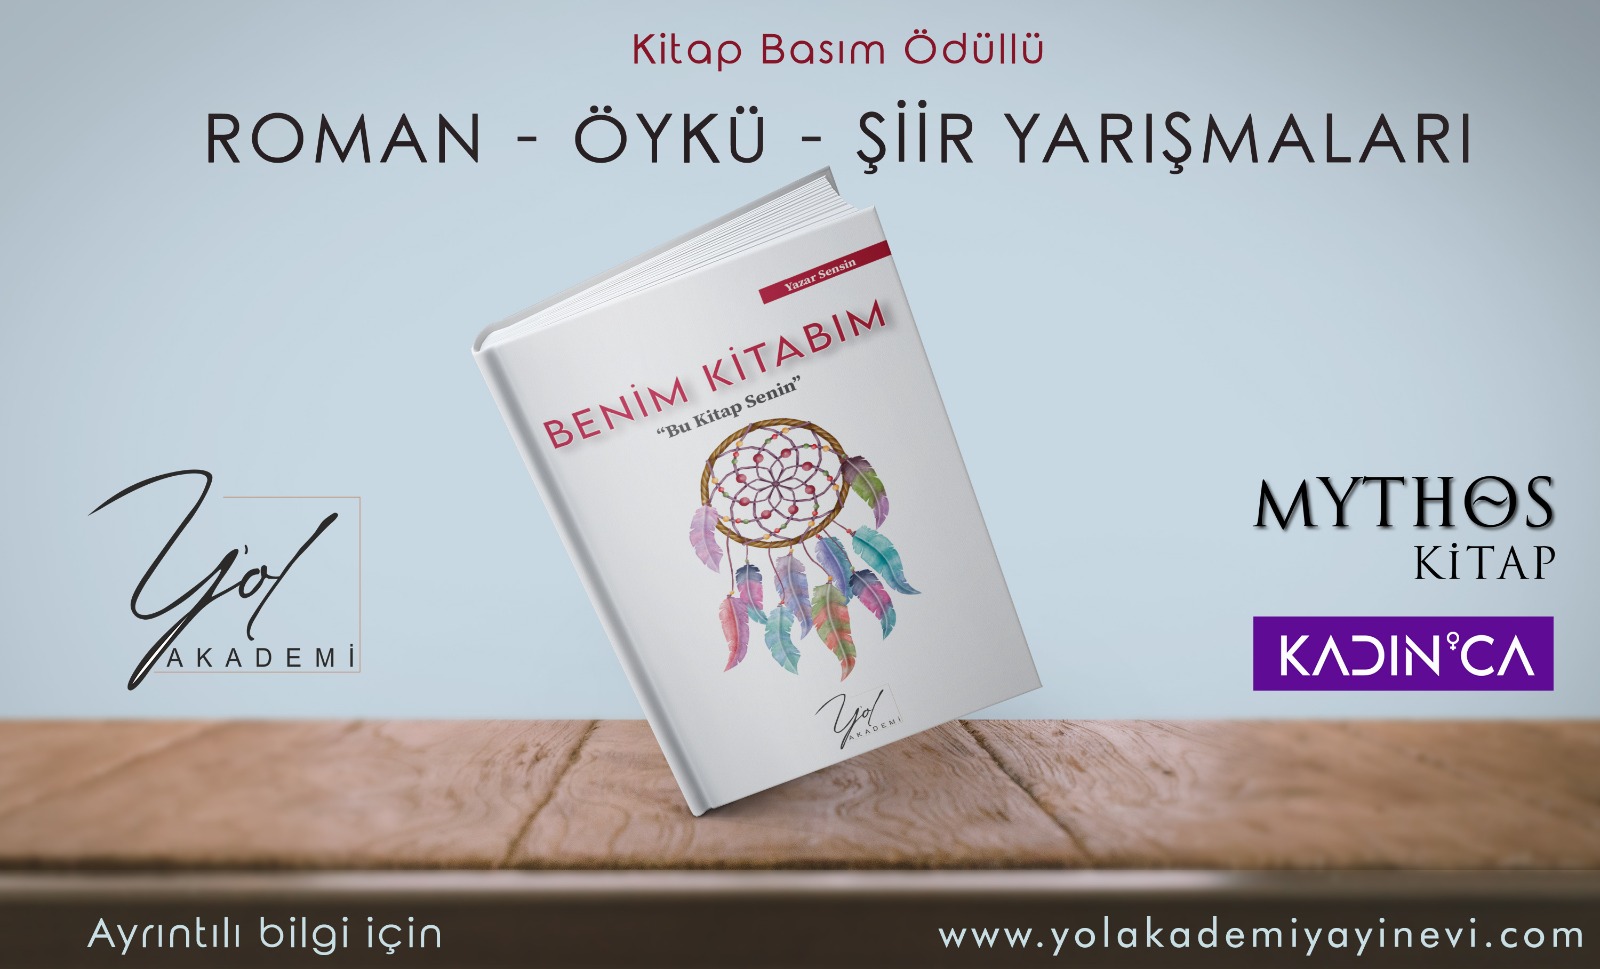 Kitap Basım Ödüllü
ROMAN - ÖYKÜ - ŞİİR YARIŞMALARI
Yazar Sensin
BENİM KİTABIM
“Bu Kitap Senin”
yol
AKADEMİ
y'ol
AKADEMİ
MYTHOS
KİTAP
KADIN CA
Ayrıntılı bilgi için
www.yolakademiyayinevi.com